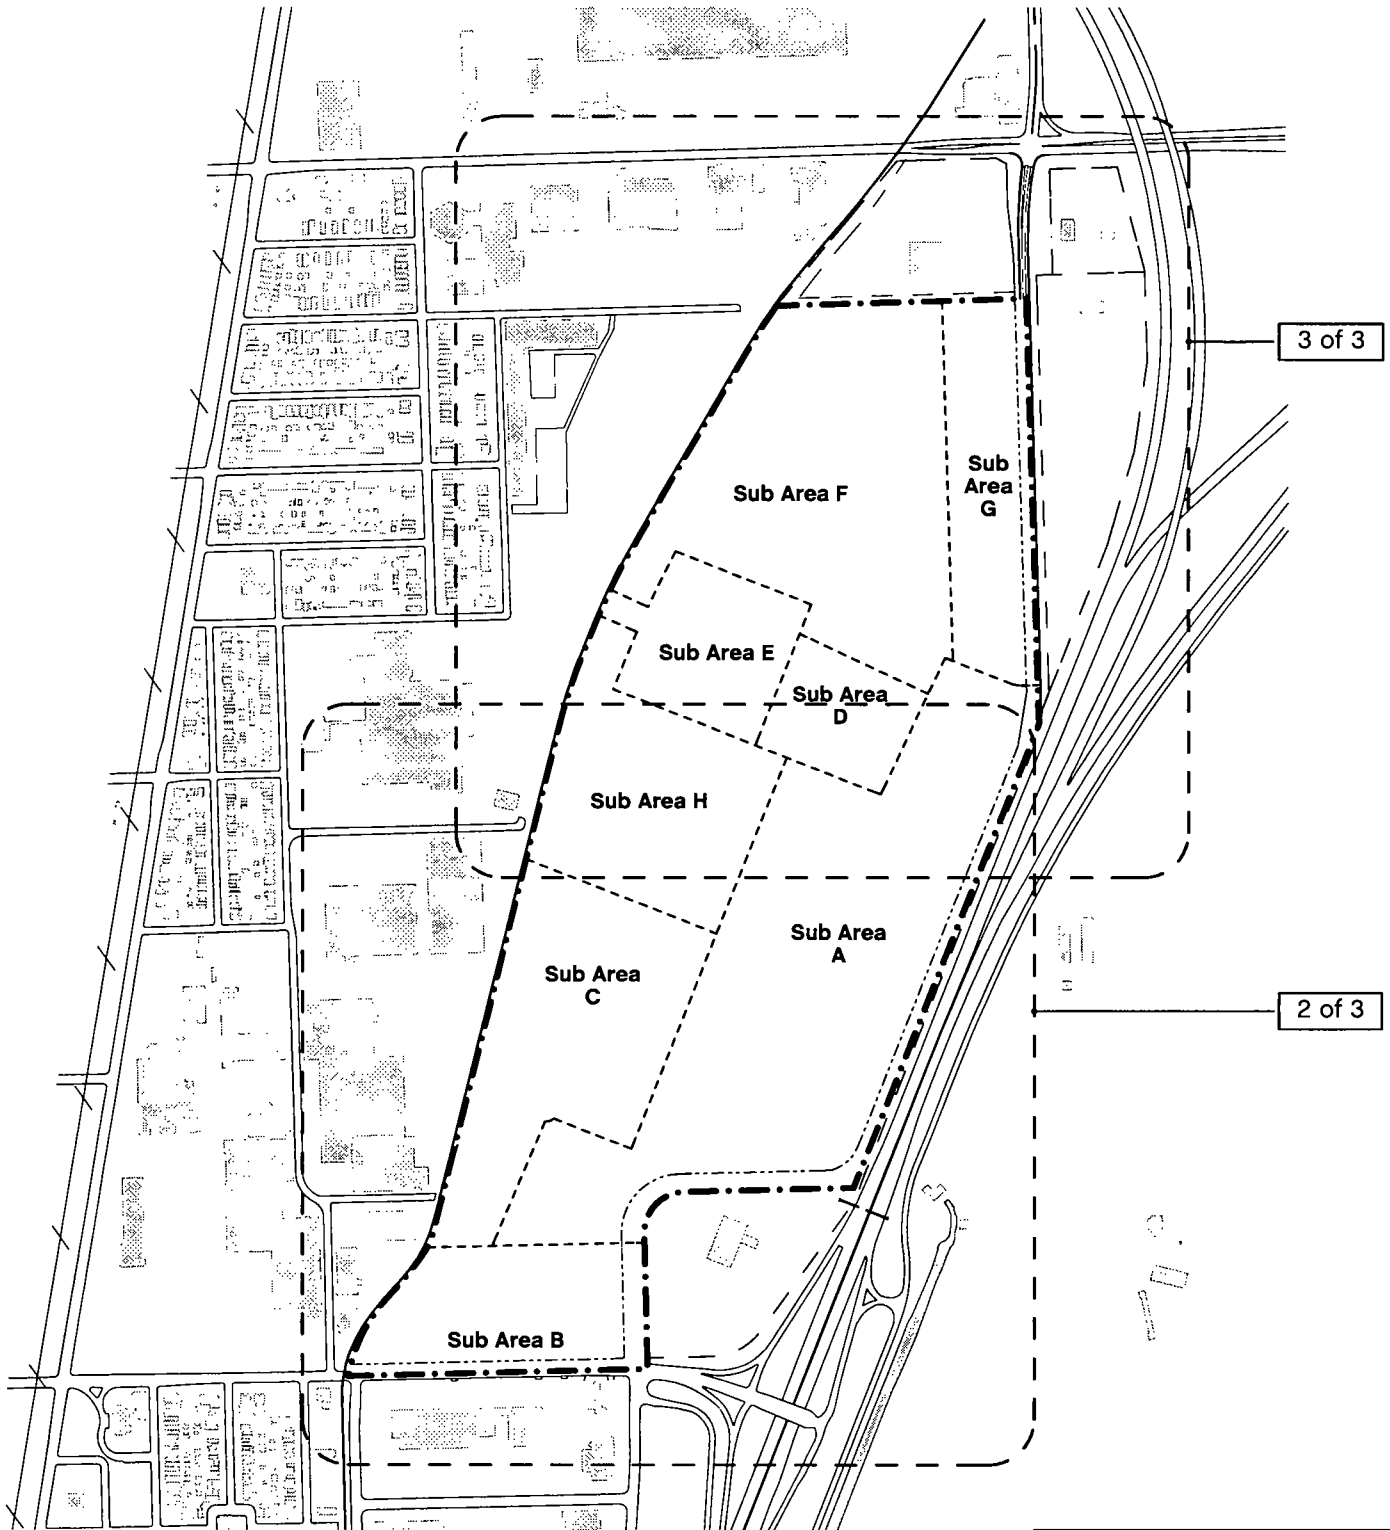 3 of 3
Sub
Area
G
Sub Area F
Sub Area E
Sub Area
D
Sub Area H
Sub Area
A
Sub Area
C
2 of 3
Sub Area B